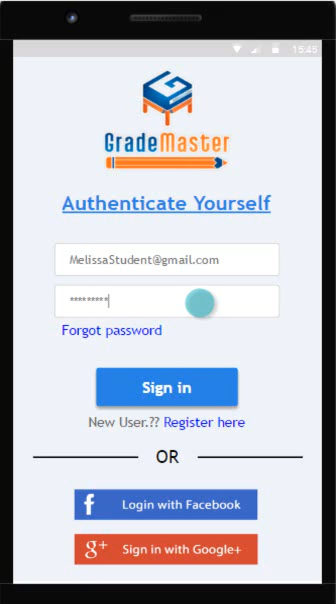 15:45
GradeMaster
Authenticate Yourself
MelissaStudent@gmail.com
*********
Forgot password
Sign in
New User.?? Register here
OR
f Login with Facebook
g+ Sign in with Google+